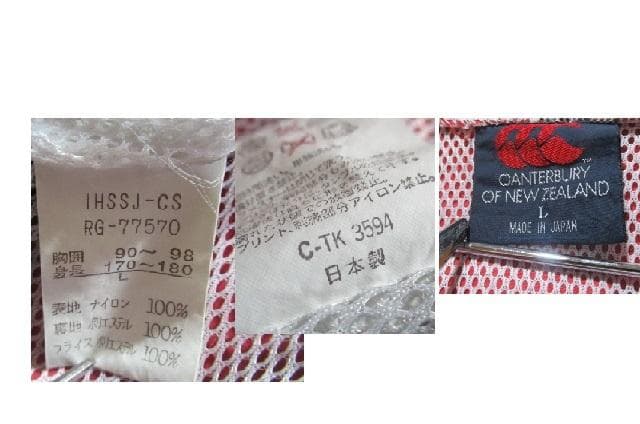 IHSSJ-CS
RG-77570
胸囲 90～ 98
身長 170～180
L
表地 ナイロン 100%
裏地 ポリエステル 100%
フライス ポリエステル 100%
プリント・刺繍部分アイロン禁止。
C-TK 3594
日本製
CANTERBURY™
OF NEW ZEALAND
L
MADE IN JAPAN